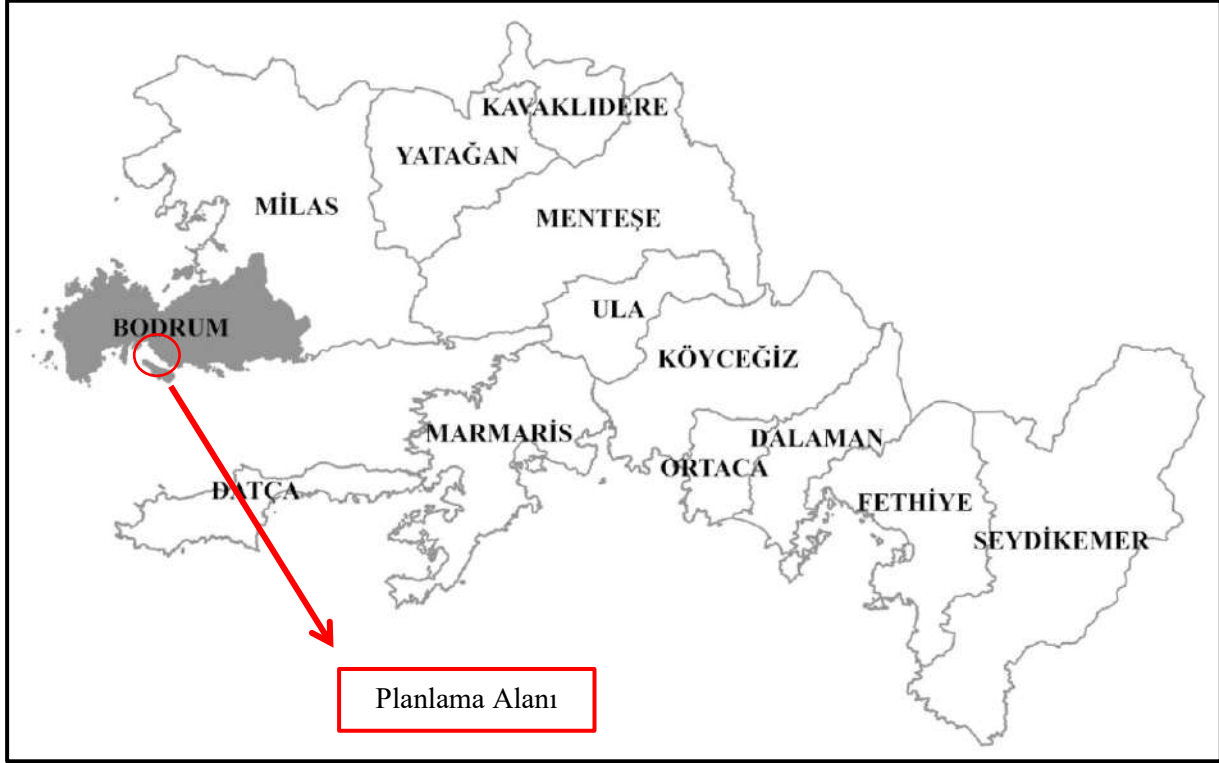 KAVAKLIDERE
YATAĞAN
MİLAS
MENTEŞE
BODRUM
ULA
KÖYCEĞİZ
MARMARİS
DALAMAN
ORTACA
DATÇA
FETHİYE
SEYDİKEMER
Planlama Alanı